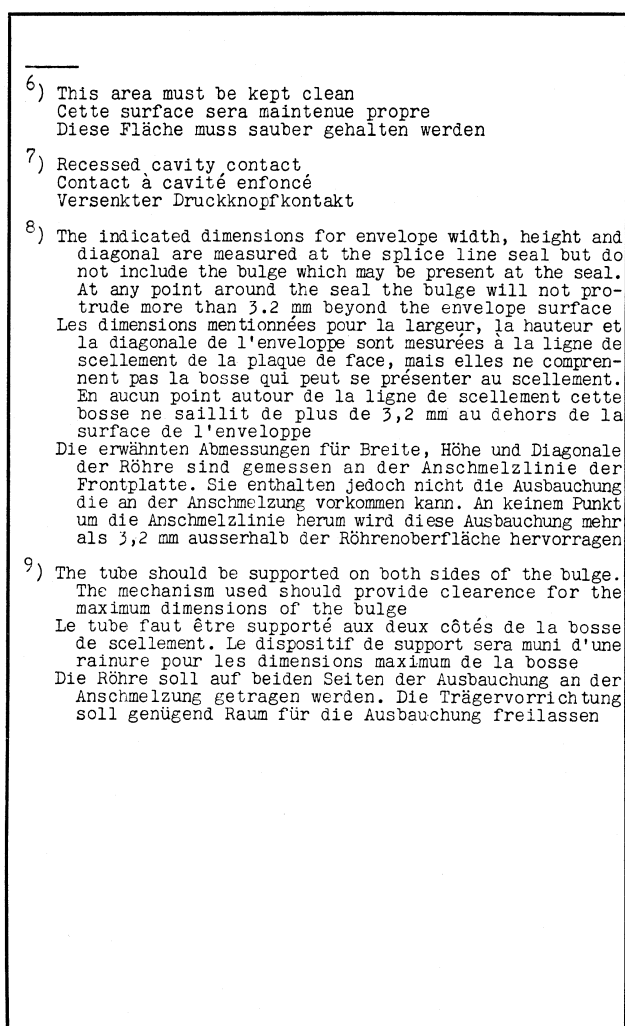 6) This area must be kept clean
Cette surface sera maintenue propre
Diese Fläche muss sauber gehalten werden
7) Recessed cavity contact
Contact à cavité enfoncé
Versenkter Druckknopfkontakt
8) The indicated dimensions for envelope width, height and
diagonal are measured at the splice line seal but do
not include the bulge which may be present at the seal.
At any point around the seal the bulge will not pro-
trude more than 3.2 mm beyond the envelope surface
Les dimensions mentionnées pour la largeur, la hauteur et
la diagonale de l'enveloppe sont mesurées à la ligne de
scellement de la plaque de face, mais elles ne compren-
nent pas la bosse qui peut se présenter au scellement.
En aucun point autour de la ligne de scellement cette
bosse ne saillit de plus de 3,2 mm au dehors de la
surface de l'enveloppe
Die erwähnten Abmessungen für Breite, Höhe und Diagonale
der Röhre sind gemessen an der Anschmelzlinie der
Frontplatte. Sie enthalten jedoch nicht die Ausbauchung
die an der Anschmelzung vorkommen kann. An keinem Punkt
um die Anschmelzlinie herum wird diese Ausbauchung mehr
als 3,2 mm ausserhalb der Röhrenoberfläche hervorragen
9) The tube should be supported on both sides of the bulge.
The mechanism used should provide clearence for the
maximum dimensions of the bulge
Le tube faut être supporté aux deux côtés de la bosse
de scellement. Le dispositif de support sera muni d'une
rainure pour les dimensions maximum de la bosse
Die Röhre soll auf beiden Seiten der Ausbauchung an der
Anschmelzung getragen werden. Die Trägervorrichtung
soll genügend Raum für die Ausbauchung freilassen